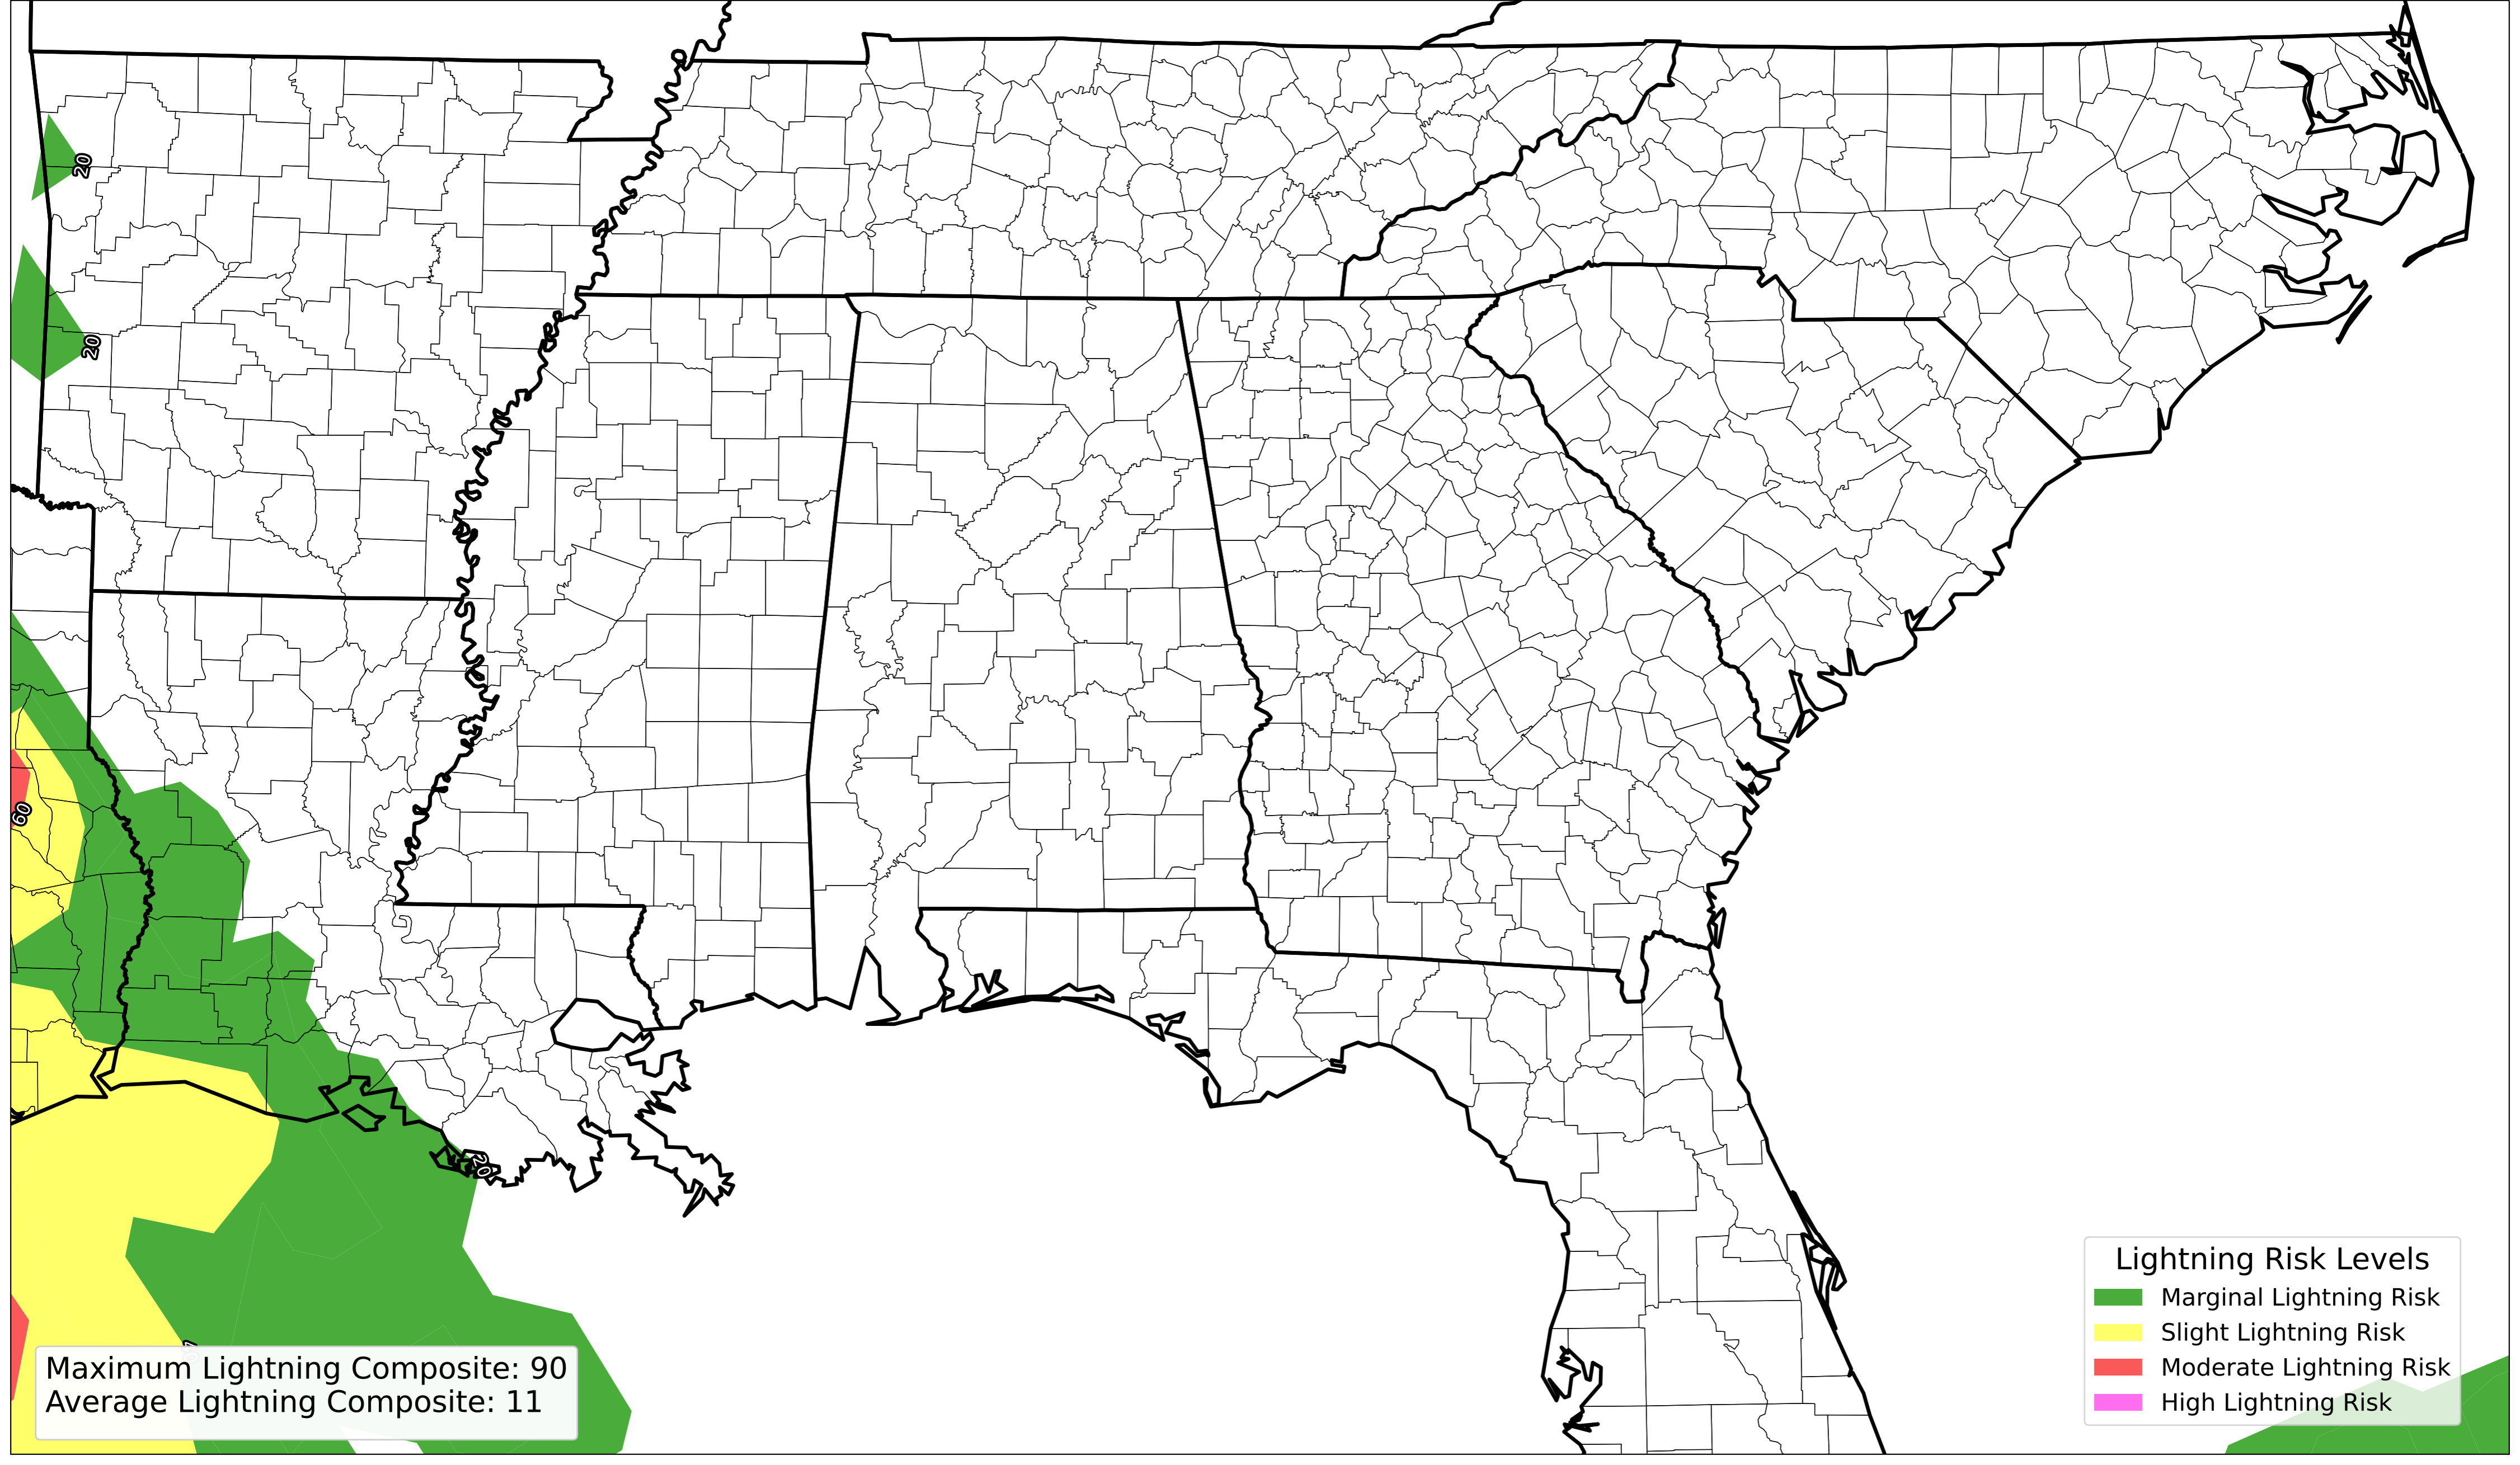 20
20
60
20
Maximum Lightning Composite: 90
Average Lightning Composite: 11
Lightning Risk Levels
Marginal Lightning Risk
Slight Lightning Risk
Moderate Lightning Risk
High Lightning Risk